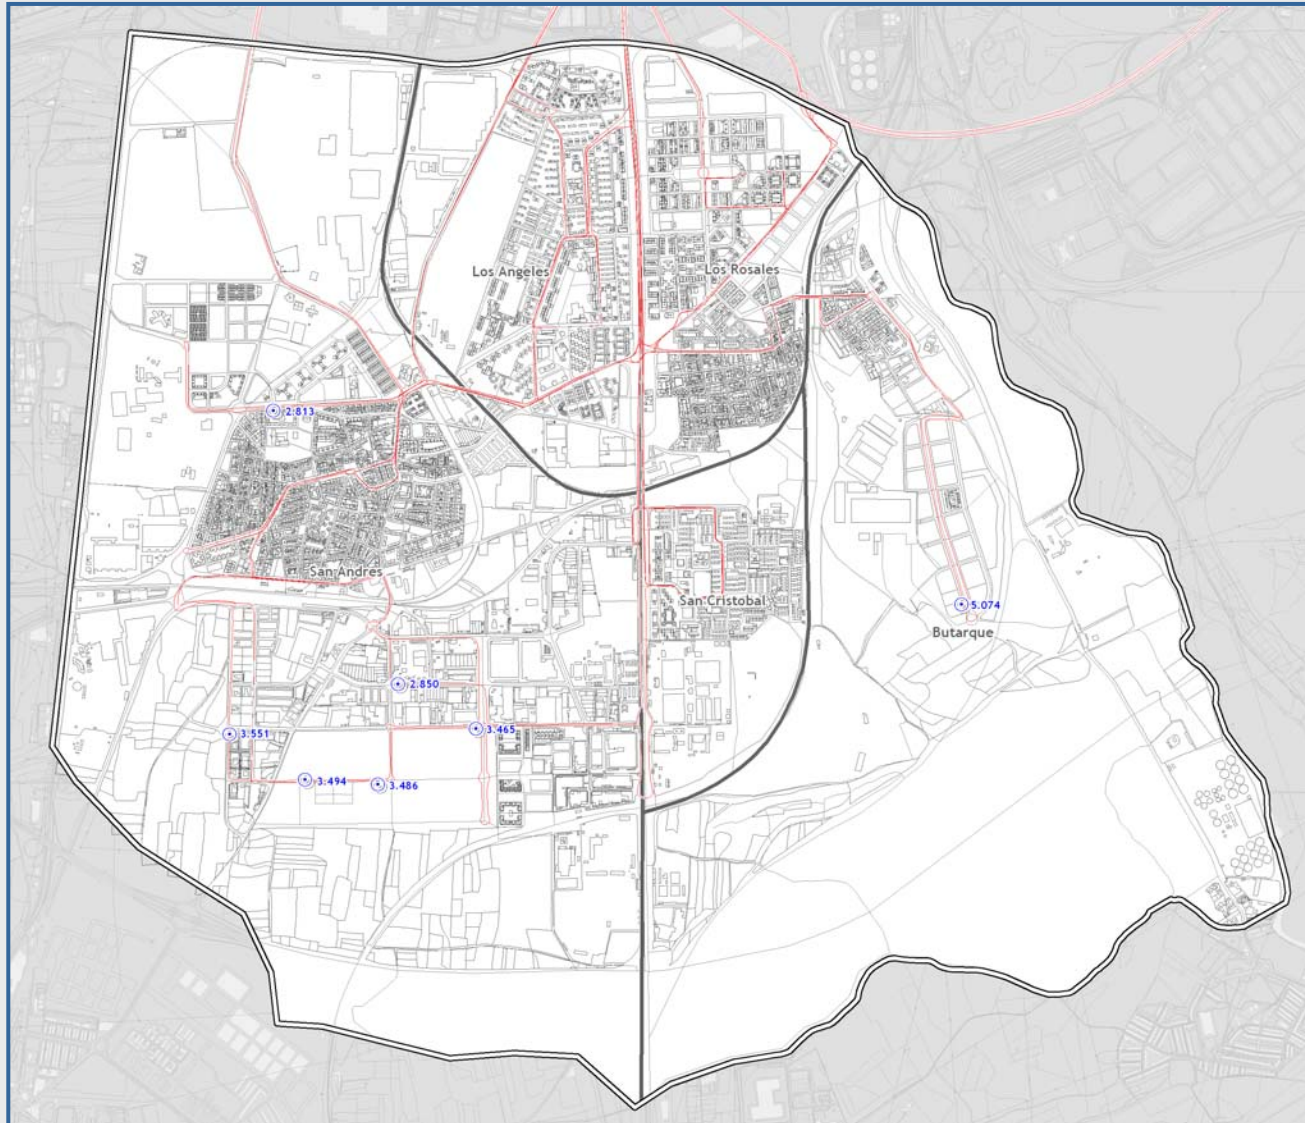 Los Angeles
Los Rosales
2.813
San Andres
San Cristobal
5.074
Butarque
2.850
3.551
3.465
3.494
3.486